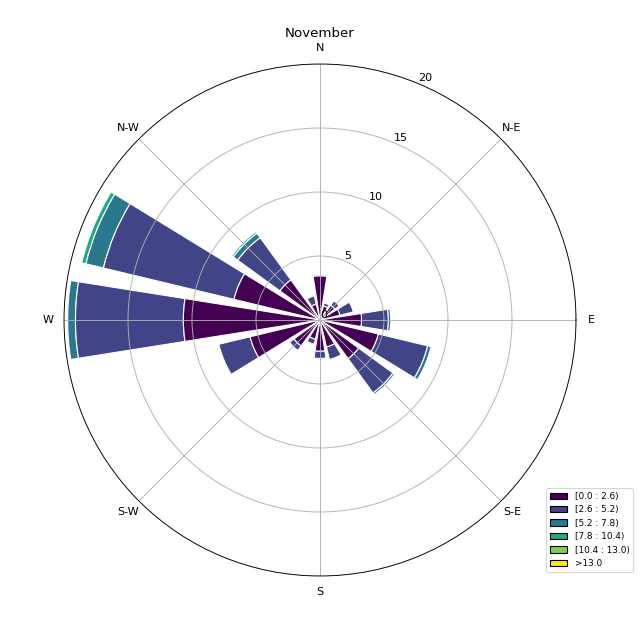 November
N
N-W
N-E
20
15
10
5
0
W
E
S-W
S-E
S
[0.0 : 2.6)
[2.6 : 5.2)
[5.2 : 7.8)
[7.8 : 10.4)
[10.4 : 13.0)
>13.0